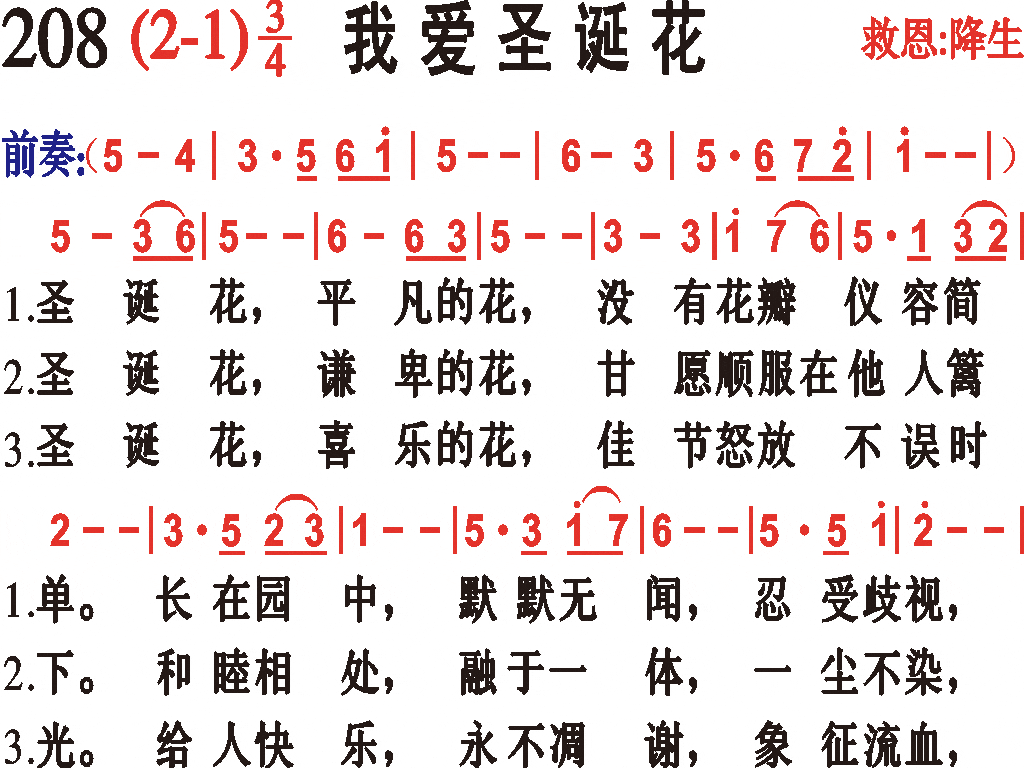 208 (2-1) 3/4 我爱圣诞花 救恩:降生
前奏:(5 - 4 | 3 · 5 6 i̇ | 5 - - | 6 - 3 | 5 · 6 7 2̇ | i̇ - - | )
5 - 3 6 | 5 - - | 6 - 6 3 | 5 - - | 3 - 3 | i̇ 7 6 | 5 · 1 3 2 |
1.圣 诞 花， 平 凡的花， 没 有花瓣 仪 容简
2.圣 诞 花， 谦 卑的花， 甘 愿顺服在他 人篱
3.圣 诞 花， 喜 乐的花， 佳 节怒放 不 误时
2 - - | 3 · 5 2 3 | 1 - - | 5 · 3 i̇ 7 | 6 - - | 5 · 5 i̇ | 2̇ - - |
1.单。 长 在园 中， 默 默无 闻， 忍 受歧视，
2.下。 和 睦相 处， 融 于一 体， 一 尘不染，
3.光。 给 人快 乐， 永 不凋 谢， 象 征流血，